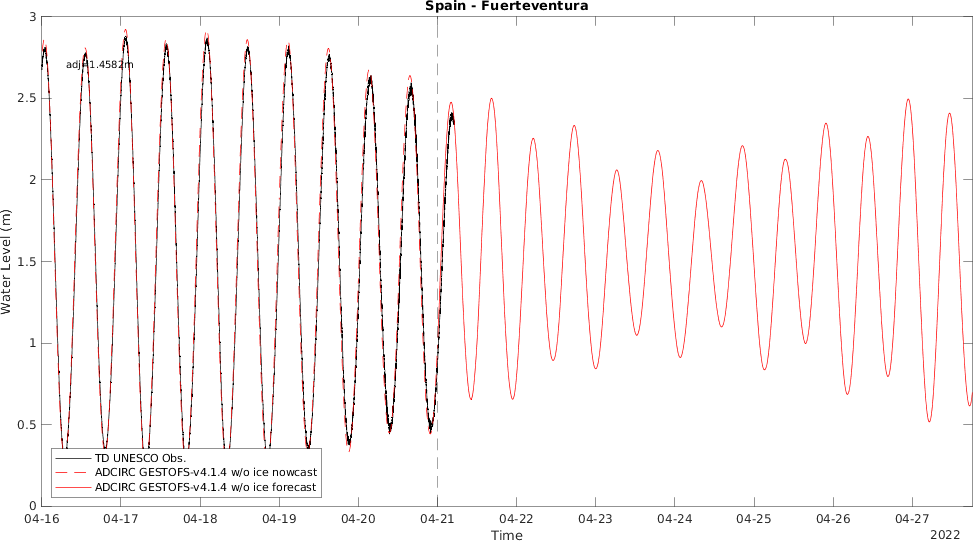 Spain - Fuerteventura
adj=1.4582m
Water Level (m)
3
2.5
2
1.5
1
0.5
0
TD UNESCO Obs.
ADCIRC GESTOFS-v4.1.4 w/o ice nowcast
ADCIRC GESTOFS-v4.1.4 w/o ice forecast
04-16 04-17 04-18 04-19 04-20 04-21 04-22 04-23 04-24 04-25 04-26 04-27
Time
2022